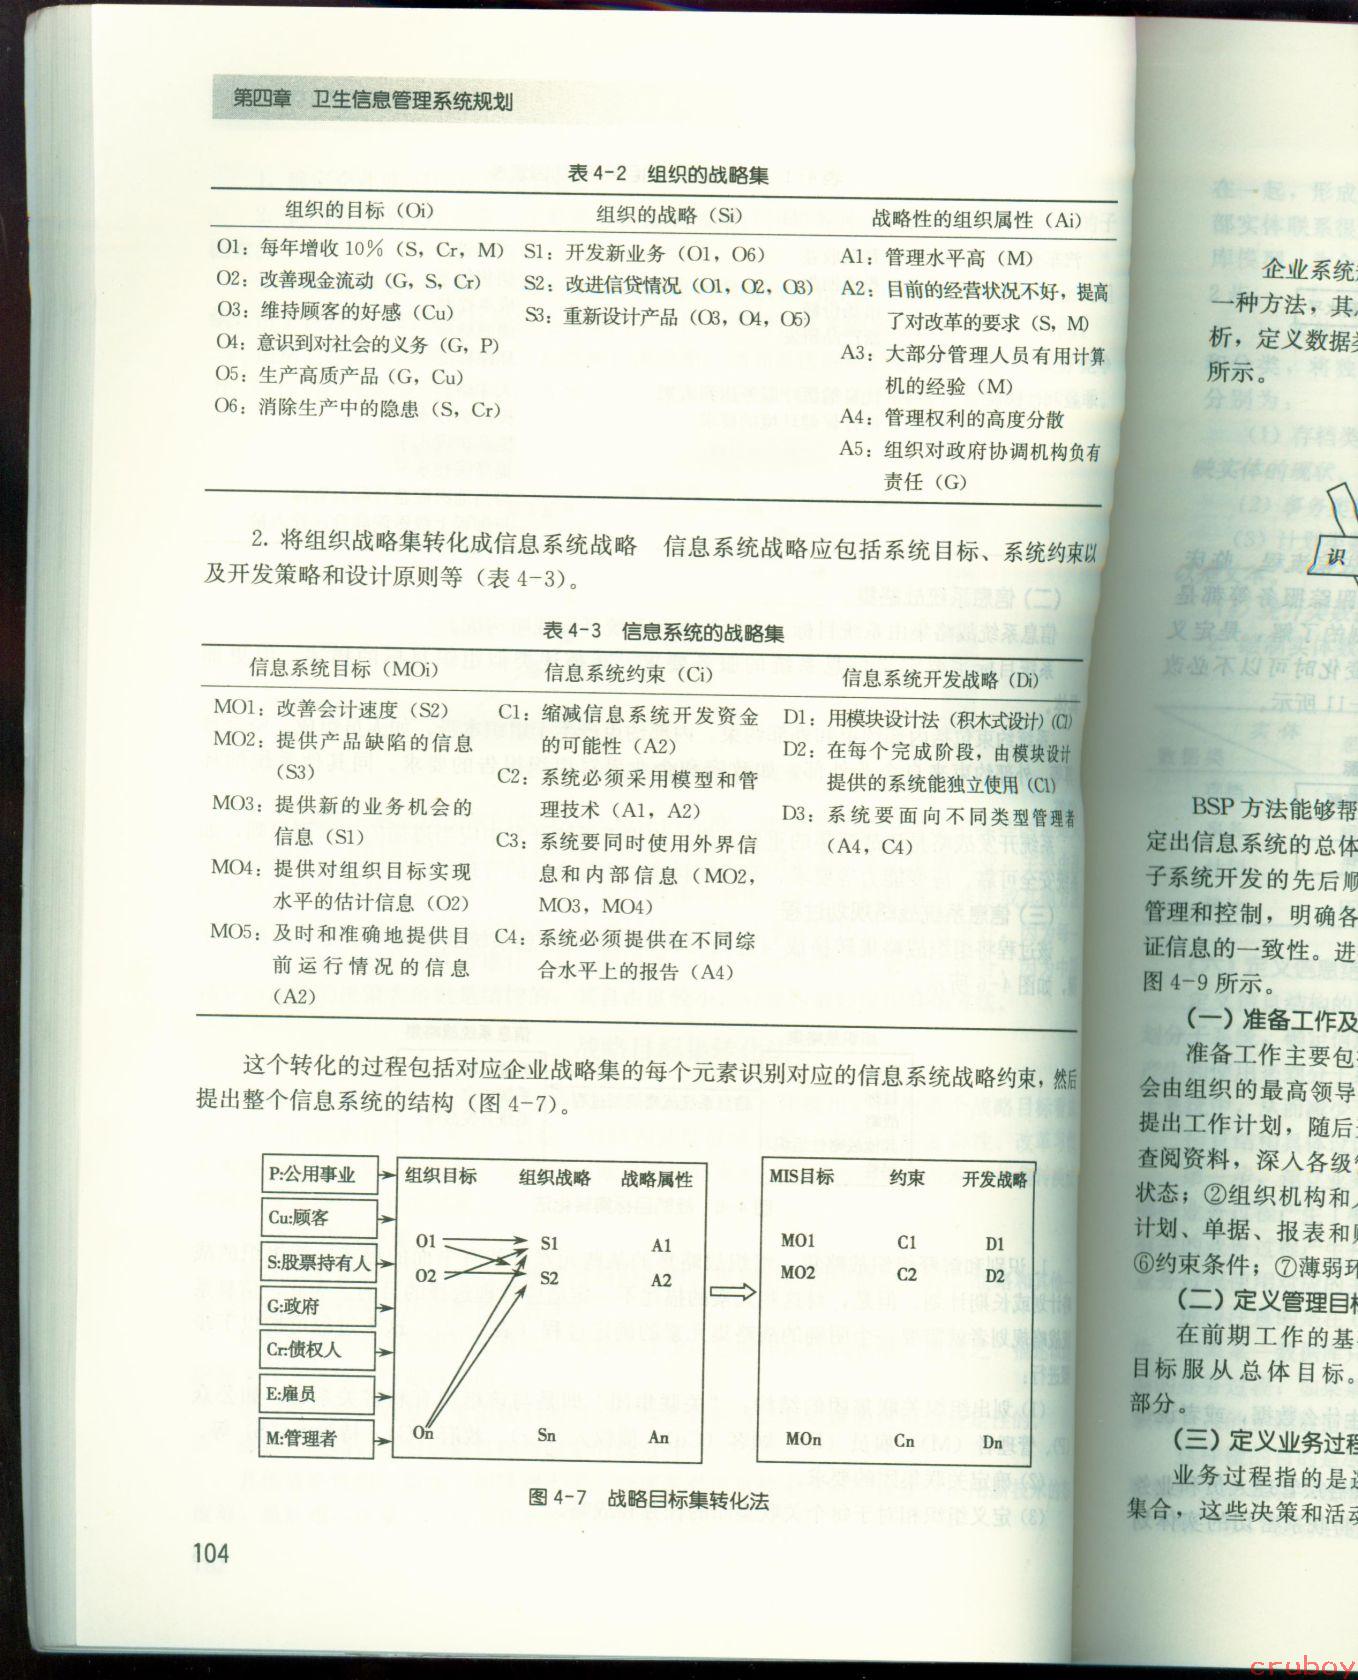 第四章 卫生信息管理系统规划
表 4-2 组织的战略集
组织的目标（Oi） 组织的战略（Si） 战略性的组织属性（Ai）
O1：每年增收 10%（S，Cr，M） S1：开发新业务（O1，O6） A1：管理水平高（M）
O2：改善现金流动（G，S，Cr） S2：改进信贷情况（O1，O2，O3） A2：目前的经营状况不好，提高
O3：维持顾客的好感（Cu） S3：重新设计产品（O3，O4，O5） 了对改革的要求（S，M）
O4：意识到对社会的义务（G，P） A3：大部分管理人员有用计算
O5：生产高质产品（G，Cu） 机的经验（M）
O6：消除生产中的隐患（S，Cr） A4：管理权利的高度分散
A5：组织对政府协调机构负有
责任（G）
2. 将组织战略集转化成信息系统战略 信息系统战略应包括系统目标、系统约束以
及开发策略和设计原则等（表 4-3）。
表 4-3 信息系统的战略集
信息系统目标（MOi） 信息系统约束（Ci） 信息系统开发战略（Di）
MO1：改善会计速度（S2） C1：缩减信息系统开发资金 D1：用模块设计法（积木式设计）（C1）
MO2：提供产品缺陷的信息 的可能性（A2） D2：在每个完成阶段，由模块设计
（S3） C2：系统必须采用模型和管 提供的系统能独立使用（C1）
MO3：提供新的业务机会的 理技术（A1，A2） D3：系统要面向不同类型管理者
信息（S1） C3：系统要同时使用外界信 （A4，C4）
MO4：提供对组织目标实现 息和内部信息（MO2，
水平的估计信息（O2） MO3，MO4）
MO5：及时和准确地提供目 C4：系统必须提供在不同综
前运行情况的信息 合水平上的报告（A4）
（A2）
这个转化的过程包括对应企业战略集的每个元素识别对应的信息系统战略约束，然后
提出整个信息系统的结构（图 4-7）。
P:公用事业 组织目标 组织战略 战略属性 MIS目标 约束 开发战略
Cu:顾客
O1 S1 A1 MO1 C1 D1
S:股票持有人
O2 S2 A2 MO2 C2 D2
G:政府
Cr:债权人
E:雇员
M:管理者 On Sn An MOn Cn Dn
图 4-7 战略目标集转化法
104
企业系统
一种方法，其
析，定义数据
所示。
识
BSP 方法能够帮
定出信息系统的总体
子系统开发的先后顺
管理和控制，明确各
证信息的一致性。进
图 4-9 所示。
（一）准备工作及
准备工作主要包
会由组织的最高领导
提出工作计划，随后
查阅资料，深入各级
状态；②组织机构和
计划、单据、报表和
⑥约束条件；⑦薄弱环
（二）定义管理目标
在前期工作的基
目标服从总体目标。
部分。
（三）定义业务过程
业务过程指的是
集合，这些决策和活动
cruboy